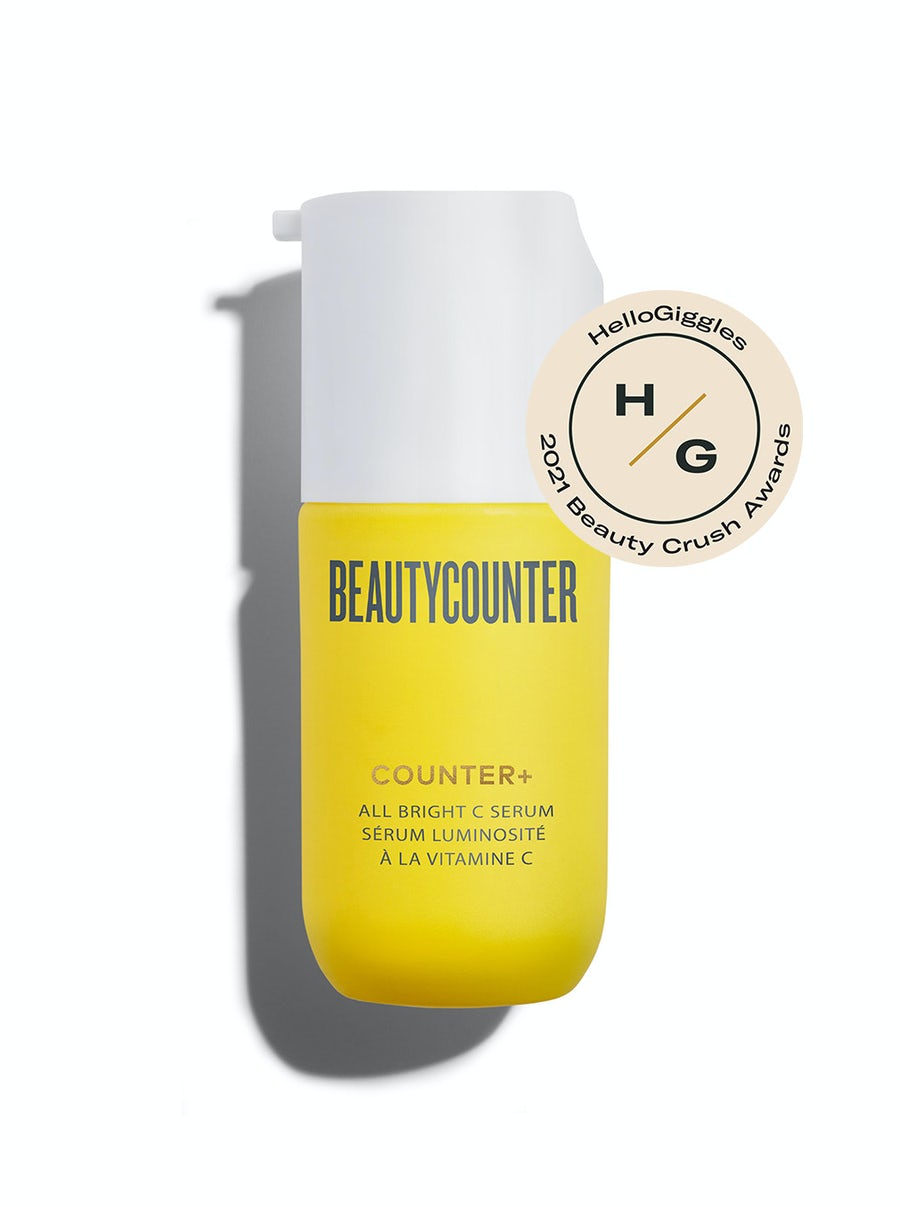 HelloGiggles
H
G
2021 Beauty Crush Awards
BEAUTYCOUNTER
COUNTER+
ALL BRIGHT C SERUM
SÉRUM LUMINOSITÉ
À LA VITAMINE C